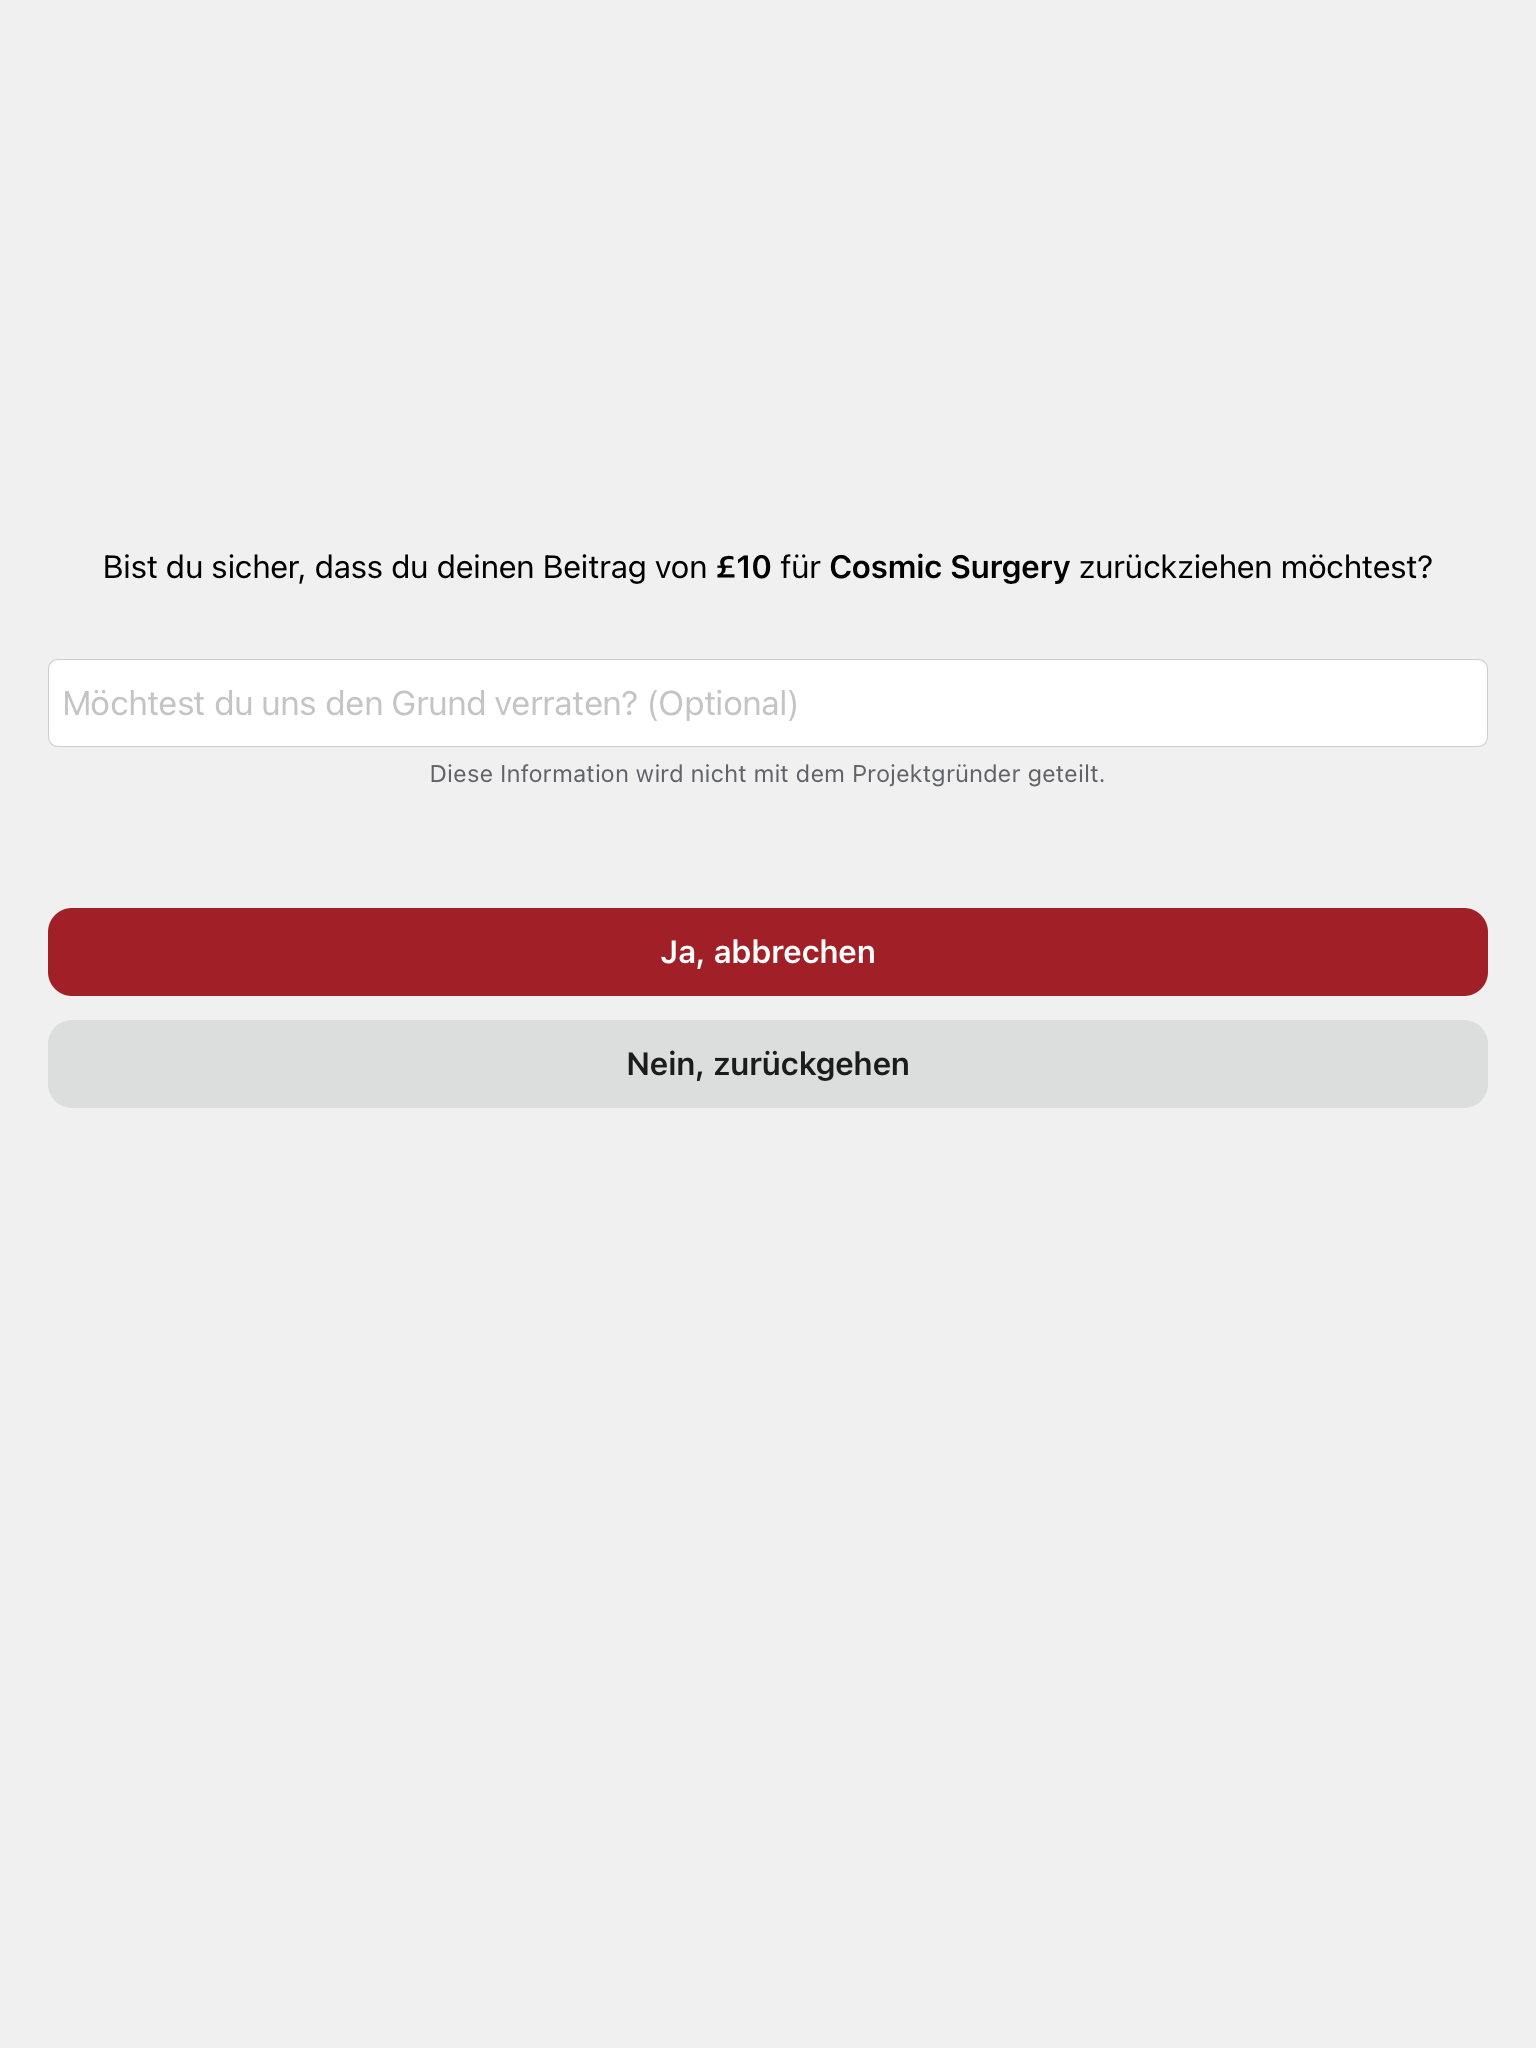 Bist du sicher, dass du deinen Beitrag von £10 für Cosmic Surgery zurückziehen möchtest?
Möchtest du uns den Grund verraten? (Optional)
Diese Information wird nicht mit dem Projektgründer geteilt.
Ja, abbrechen
Nein, zurückgehen